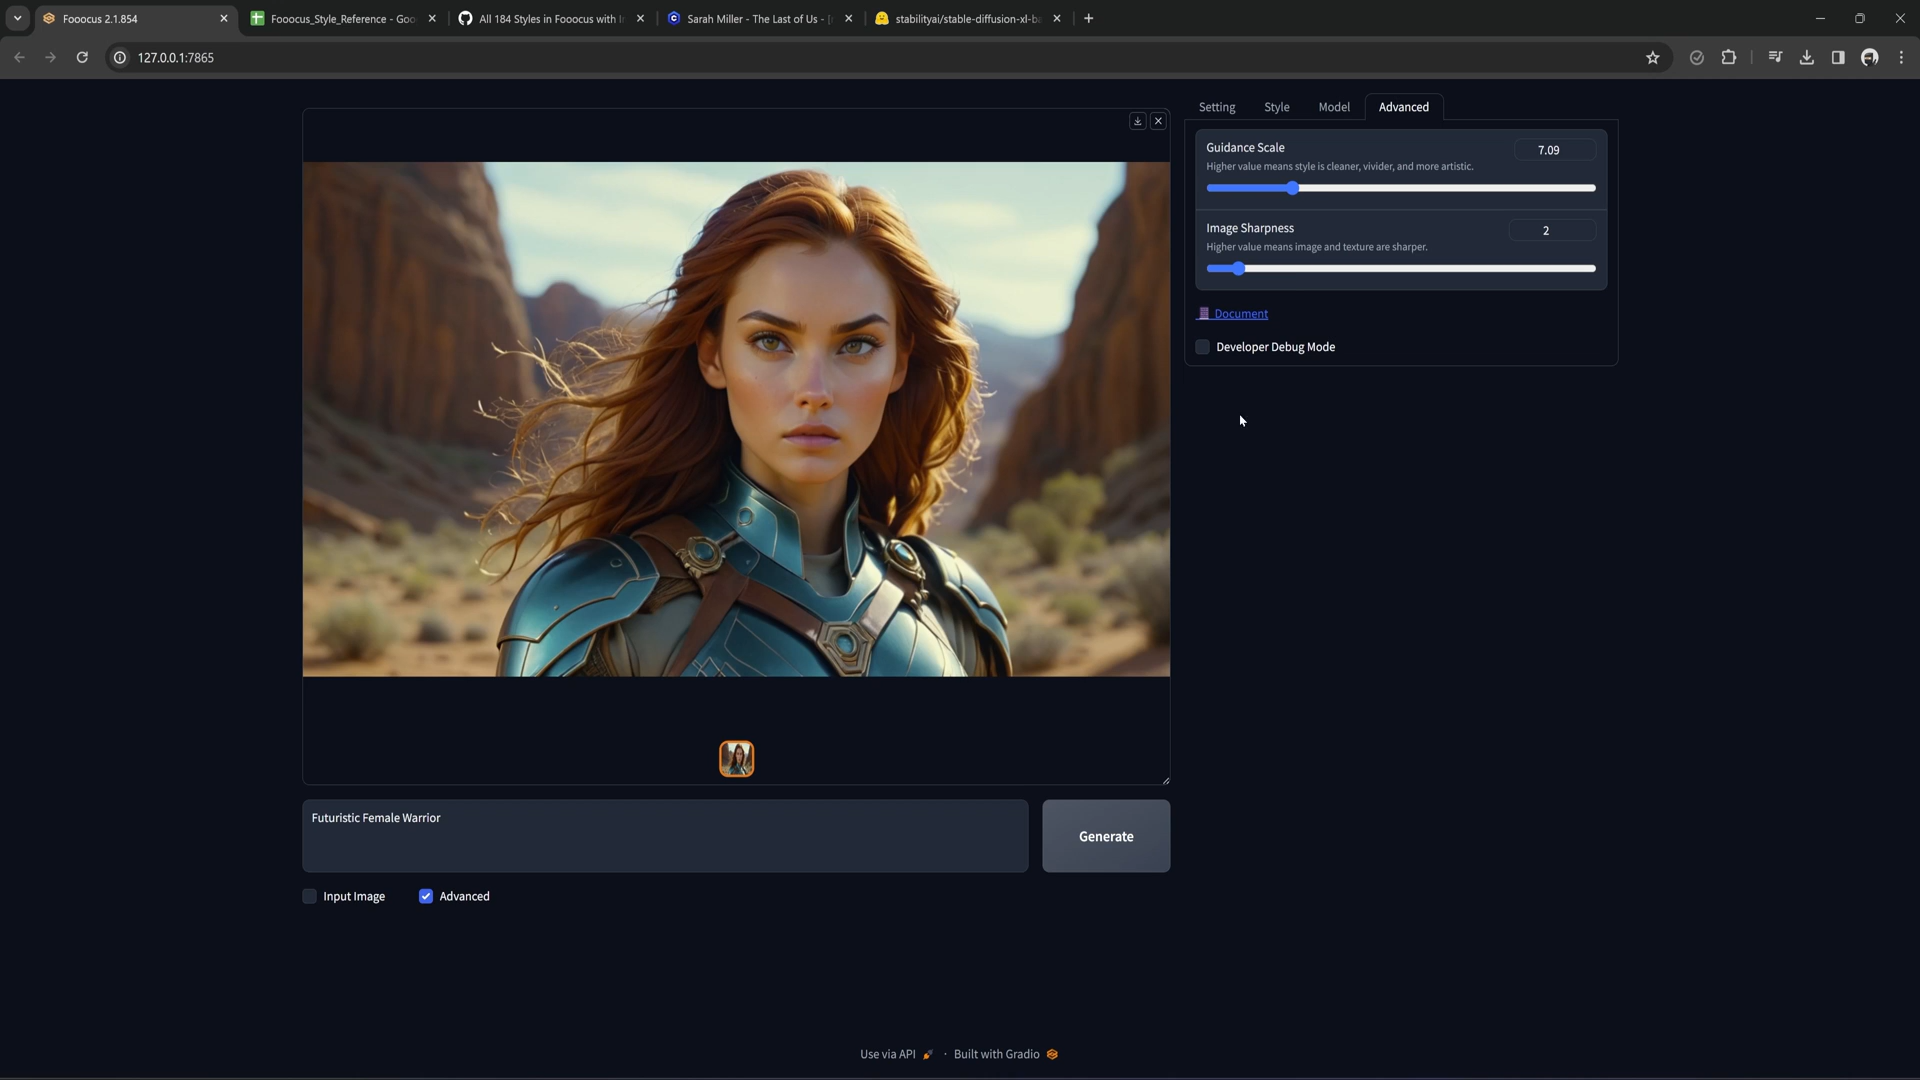 Fooocus 2.1.854
Fooocus_Style_Reference - Goo
All 184 Styles in Fooocus with I
Sarah Miller - The Last of Us - [
stabilityai/stable-diffusion-xl-b
127.0.0.1:7865
Setting
Style
Model
Advanced
Guidance Scale
7.09
Higher value means style is cleaner, vivider, and more artistic.
Image Sharpness
2
Higher value means image and texture are sharper.
Document
Developer Debug Mode
Futuristic Female Warrior
Generate
Input Image
Advanced
Use via API
·
Built with Gradio